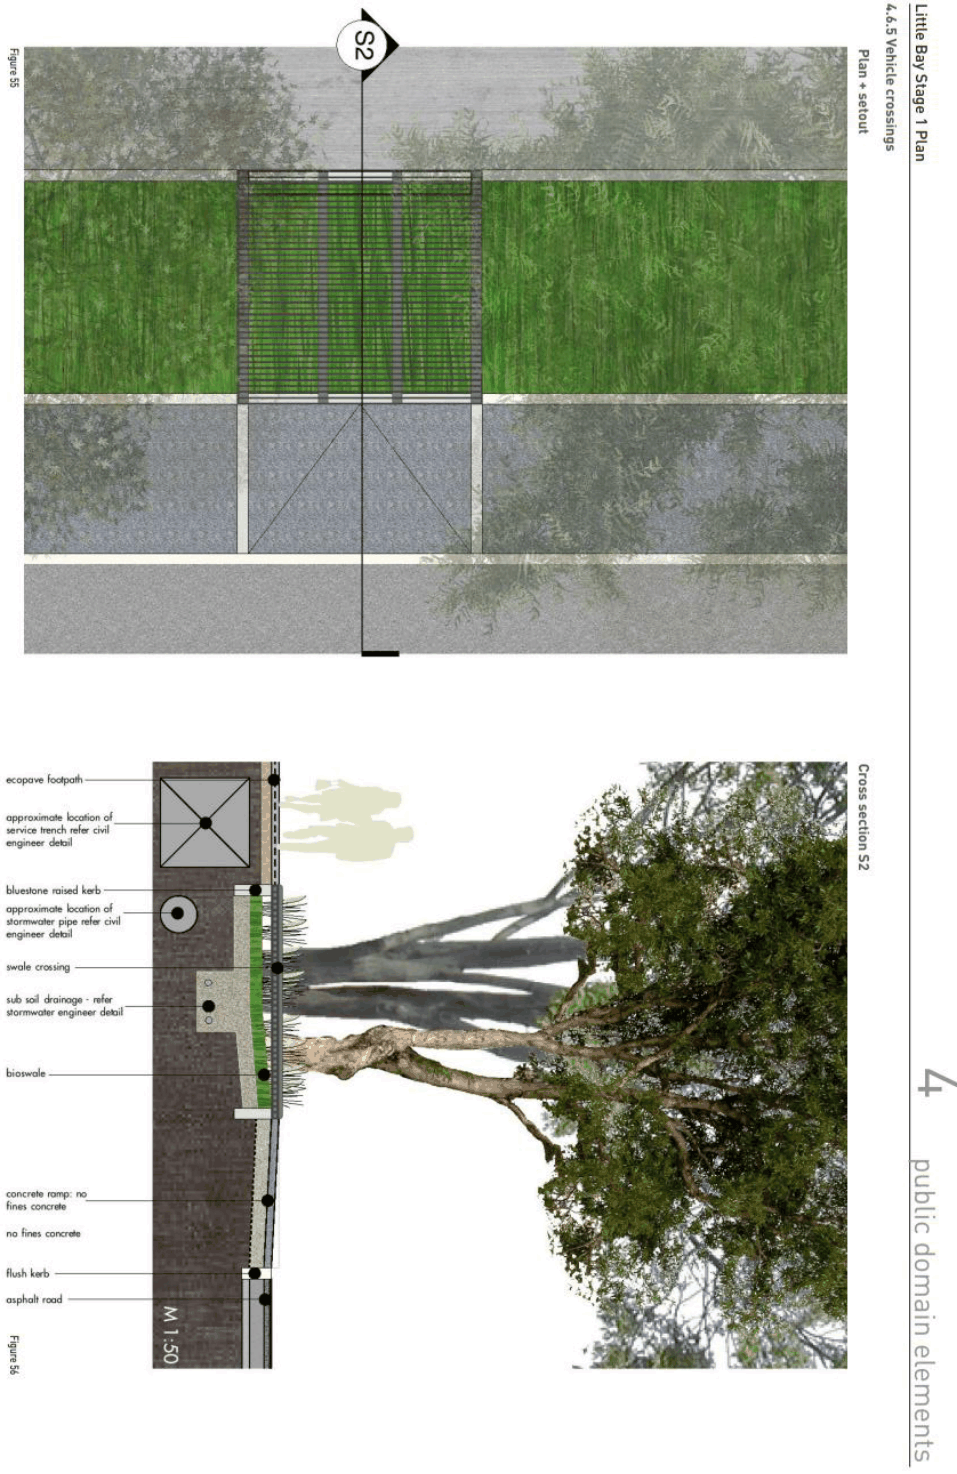 Little Bay Stage 1 Plan
4 public domain elements
4.6.5 Vehicle crossings
Plan + setout
S2
Figure 55
Cross section S2
ecopave footpath
approximate location of
service trench refer civil
engineer detail
bluestone raised kerb
approximate location of
stormwater pipe refer civil
engineer detail
swale crossing
sub soil drainage - refer
stormwater engineer detail
bioswale
concrete ramp: no
fines concrete
no fines concrete
flush kerb
asphalt road
M 1:50
Figure 56